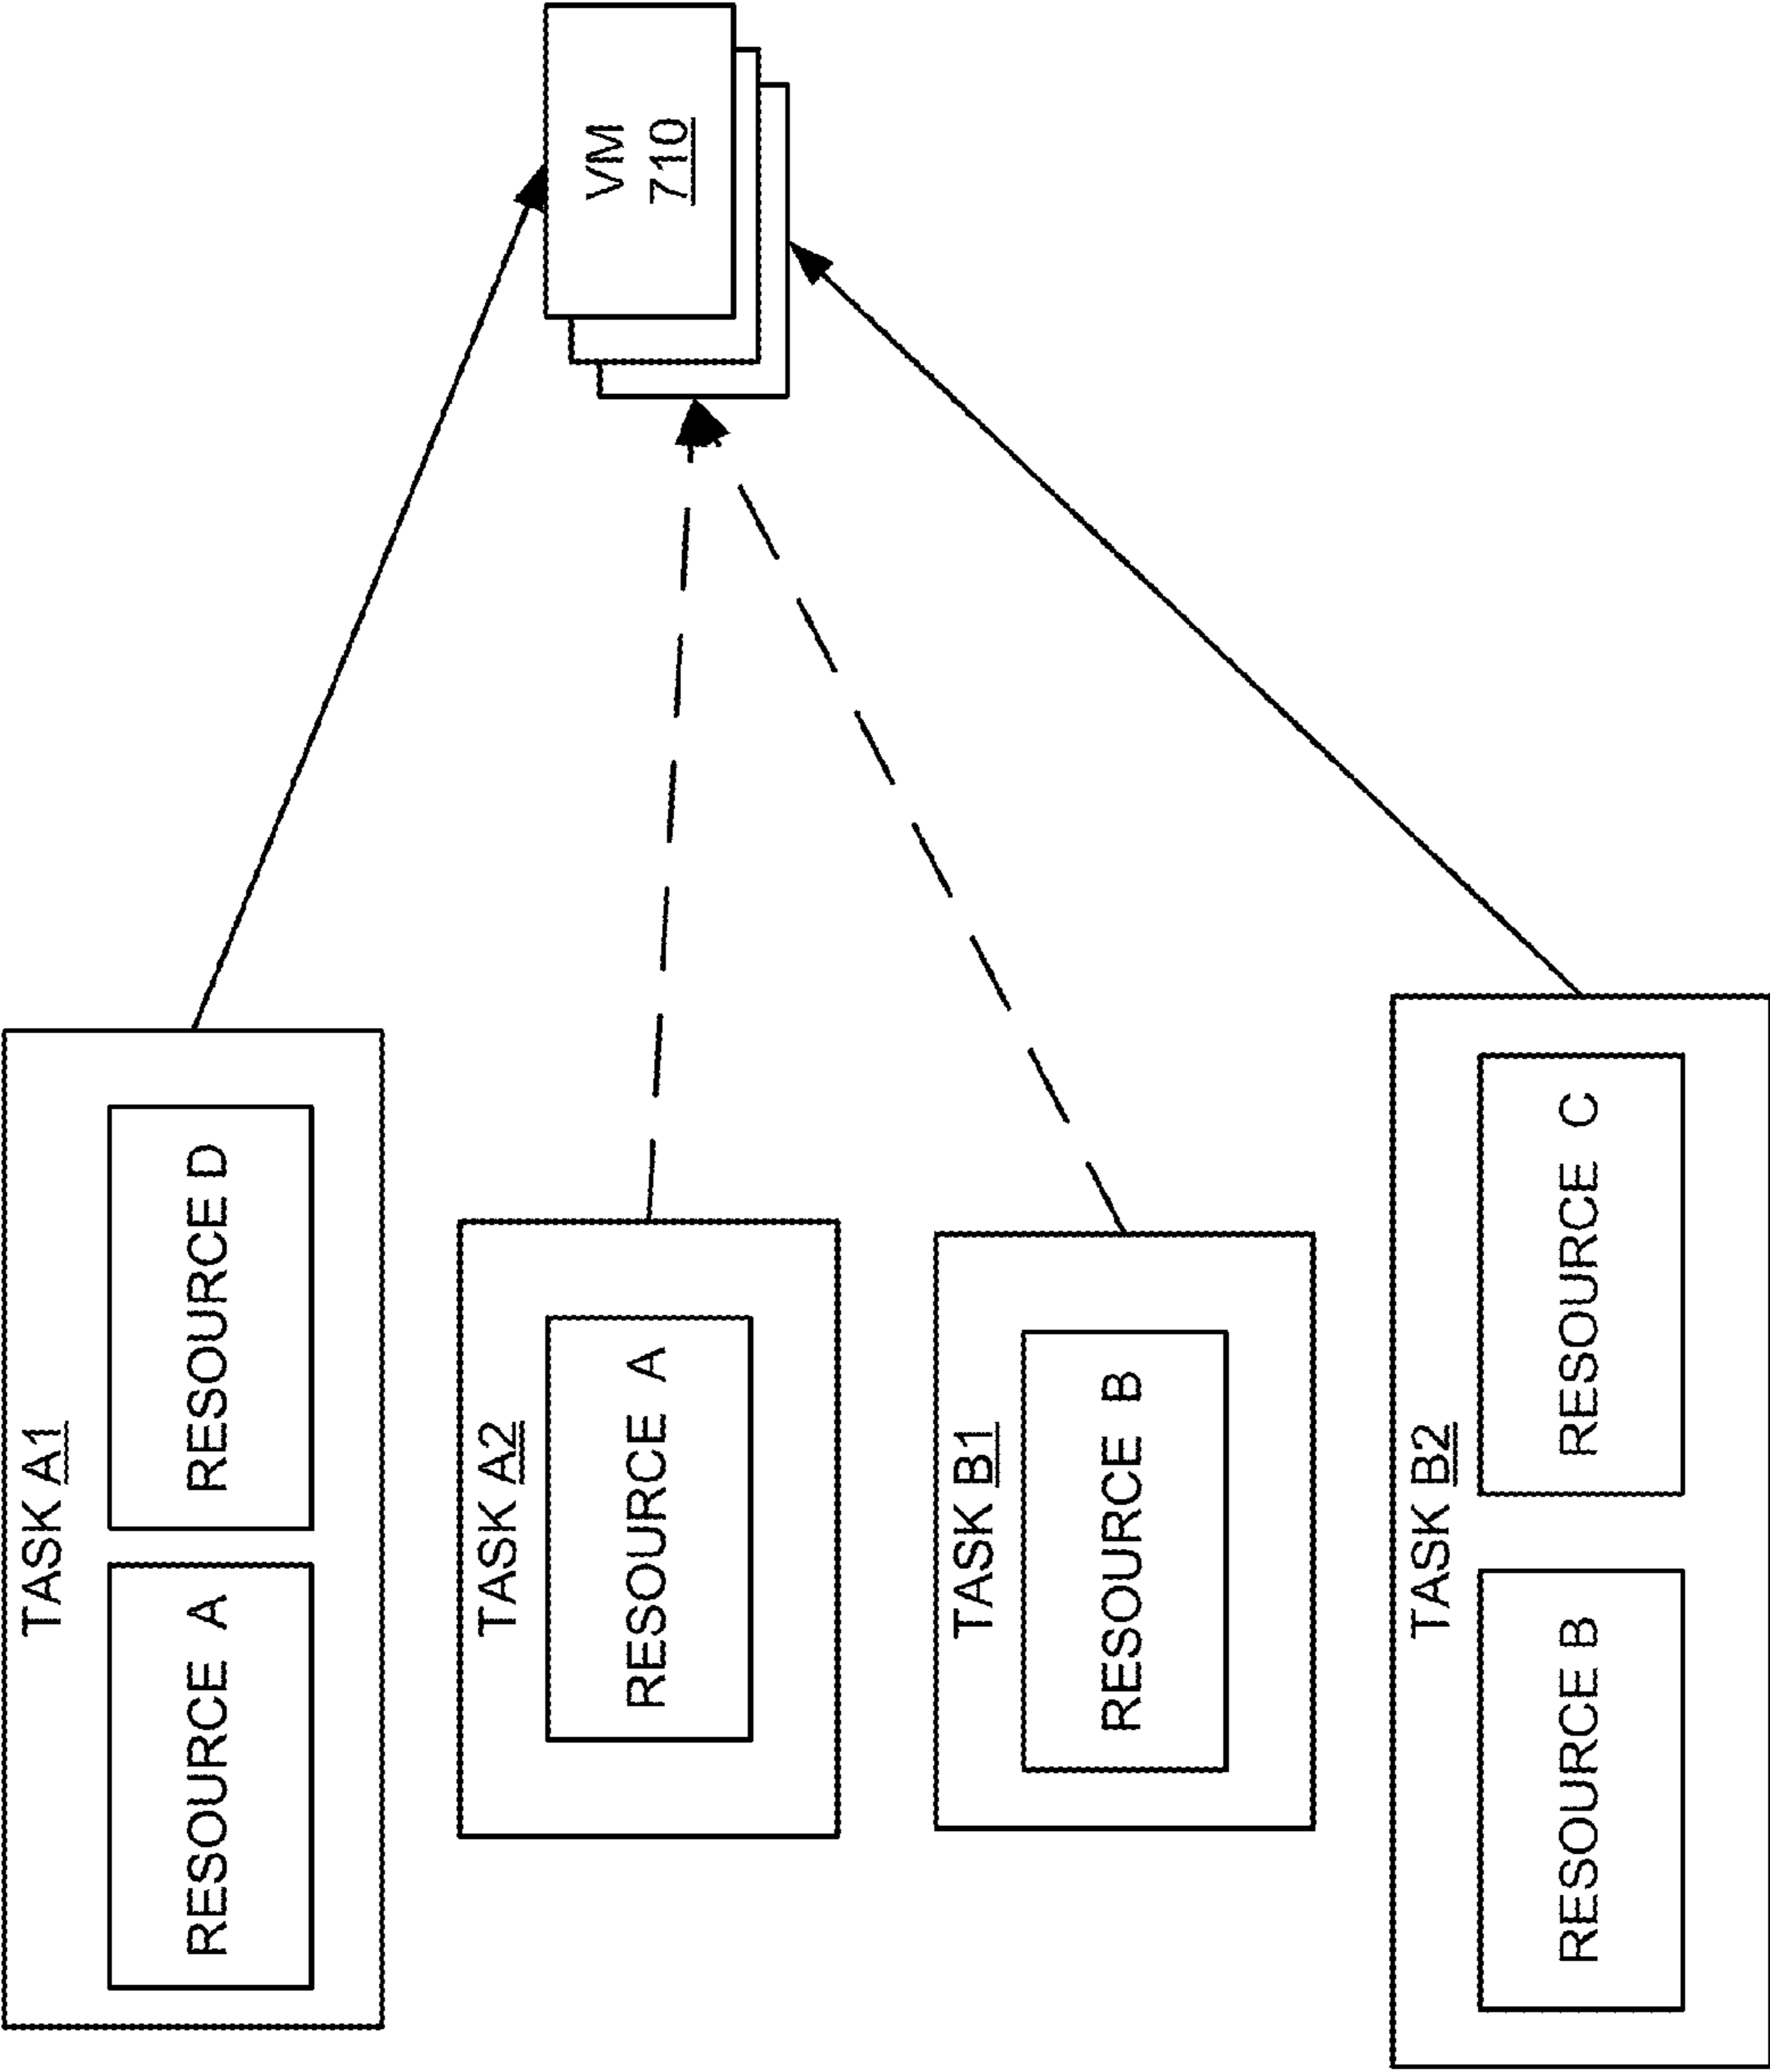 TASK A1
RESOURCE A
RESOURCE D
VM
710
TASK A2
RESOURCE A
TASK B1
RESOURCE B
TASK B2
RESOURCE B
RESOURCE C